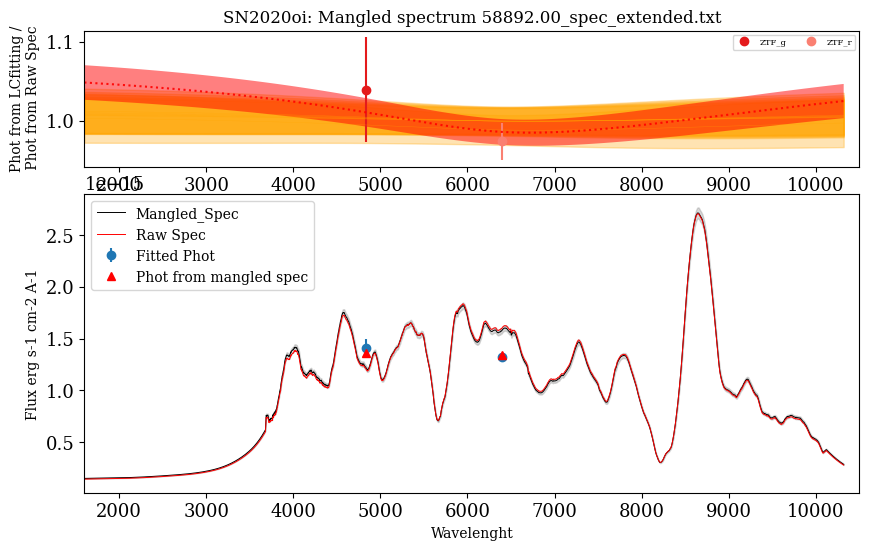 SN2020oi: Mangled spectrum 58892.00_spec_extended.txt
Phot from LCfitting /
Phot from Raw Spec
1.1
1.0
ZTF_g
ZTF_r
2000 3000 4000 5000 6000 7000 8000 9000 10000
Flux erg s-1 cm-2 A-1
2.5
2.0
1.5
1.0
0.5
Mangled_Spec
Raw Spec
Fitted Phot
Phot from mangled spec
2000 3000 4000 5000 6000 7000 8000 9000 10000
Wavelenght